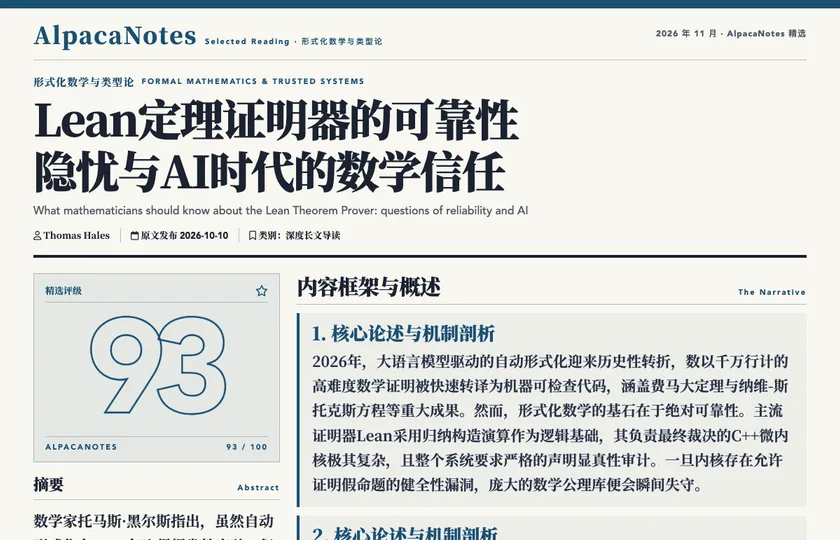 AlpacaNotes Selected Reading · 形式化数学与类型论
2026 年 11 月 · AlpacaNotes 精选
形式化数学与类型论 FORMAL MATHEMATICS & TRUSTED SYSTEMS
Lean定理证明器的可靠性
隐忧与AI时代的数学信任
What mathematicians should know about the Lean Theorem Prover: questions of reliability and AI
Thomas Hales 原文发布 2026-10-10 类别：深度长文导读
精选评级
93
ALPACANOTES 93 / 100
摘要 Abstract
数学家托马斯·黑尔斯指出，虽然自动
内容框架与概述 The Narrative
1. 核心论述与机制剖析
2026年，大语言模型驱动的自动形式化迎来历史性转折，数以千万行计的
高难度数学证明被快速转译为机器可检查代码，涵盖费马大定理与纳维-斯
托克斯方程等重大成果。然而，形式化数学的基石在于绝对可靠性。主流
证明器Lean采用归纳构造演算作为逻辑基础，其负责最终裁决的C++微内
核极其复杂，且整个系统要求严格的声明显真性审计。一旦内核存在允许
证明假命题的健全性漏洞，庞大的数学公理库便会瞬间失守。
2. 核心论述与机制剖析